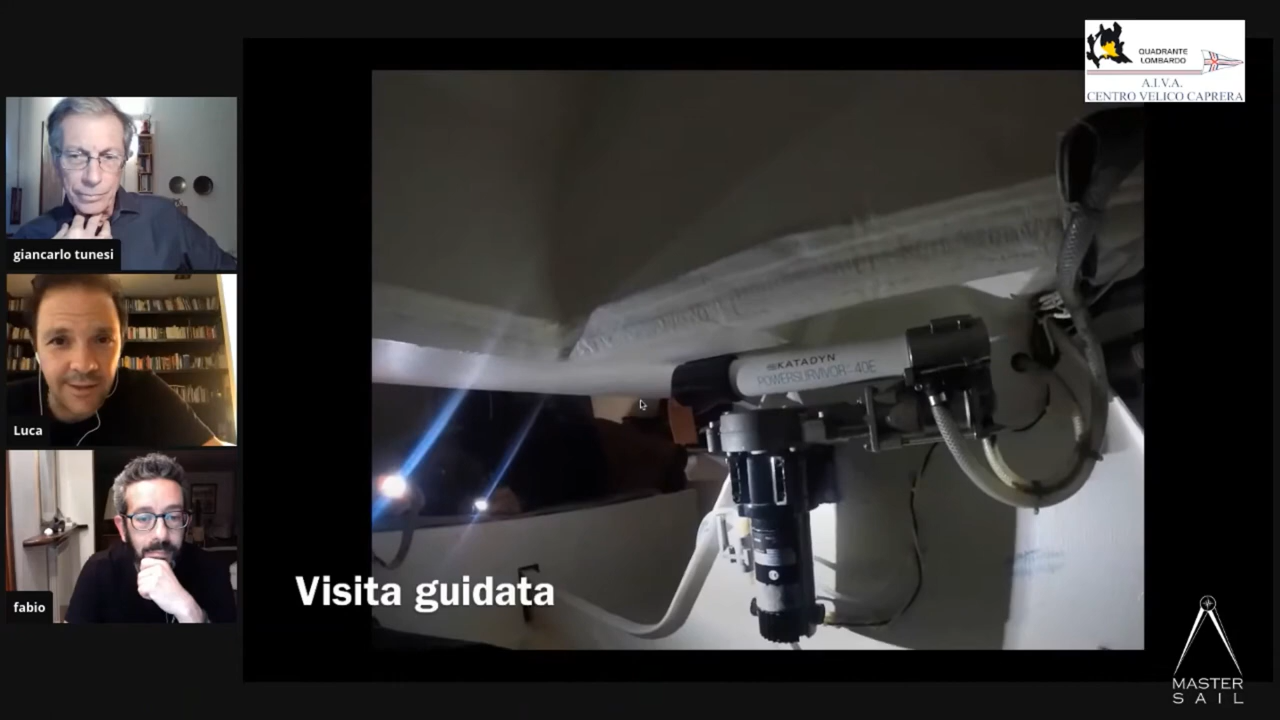 QUADRANTE
LOMBARDO
A.I.V.A.
CENTRO VELICO CAPRERA
giancarlo tunesi
Luca
fabio
KATADYN
POWERSURVIVOR-40E
Visita guidata
MASTER
SAIL